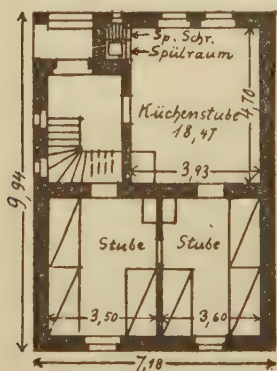 Sp. Schr.
Spülraum
Küchenstube
18,47
4,70
3,93
9,94
Stube
Stube
3,50
3,60
7,18